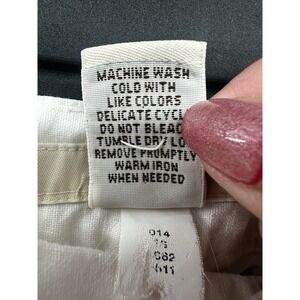 MACHINE WASH
COLD WITH
LIKE COLORS
DELICATE CYCL
DO NOT BLEAC
TUMBLE DRY LO
REMOVE PROMPTLY
WARM IRON
WHEN NEEDED
014